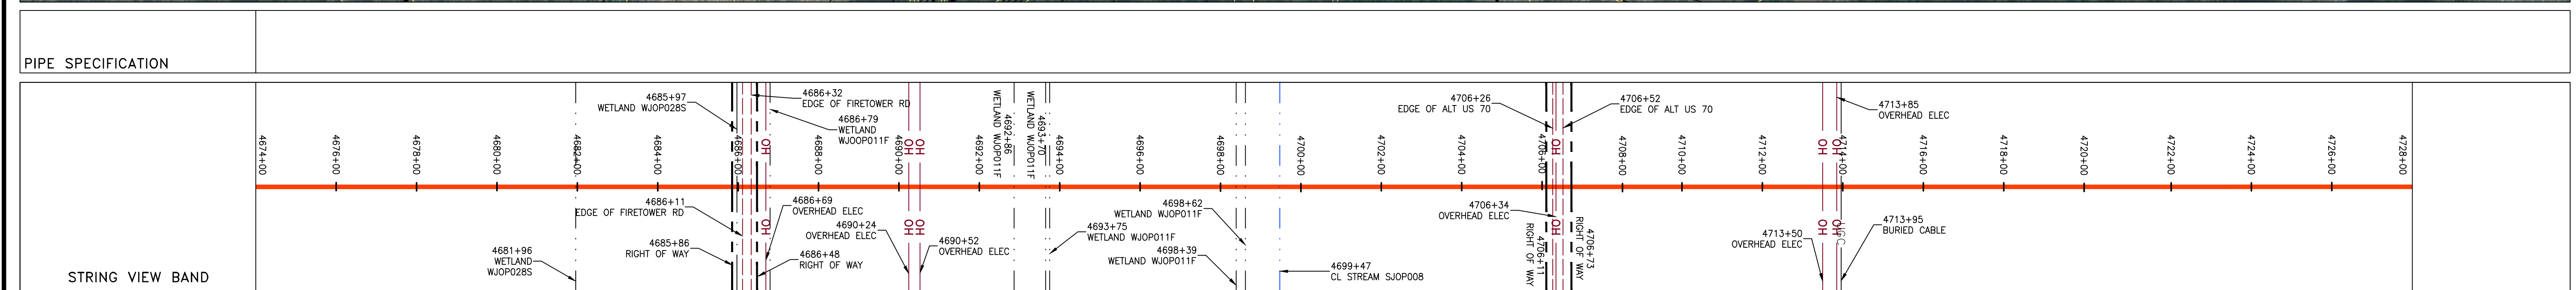 PIPE SPECIFICATION
STRING VIEW BAND
4674+00
4676+00
4678+00
4680+00
4682+00
4684+00
4686+00
4688+00
4690+00
4692+00
4694+00
4696+00
4698+00
4700+00
4702+00
4704+00
4706+00
4708+00
4710+00
4712+00
4714+00
4716+00
4718+00
4720+00
4722+00
4724+00
4726+00
4728+00
4681+96
WETLAND
WJOP028S
4685+97
WETLAND WJOP028S
4686+11
EDGE OF FIRETOWER RD
4685+86
RIGHT OF WAY
4686+32
EDGE OF FIRETOWER RD
4686+79
WETLAND
WJOOP011F
4686+69
OVERHEAD ELEC
4686+48
RIGHT OF WAY
OH
OH
4690+24
OVERHEAD ELEC
4690+52
OVERHEAD ELEC
OH
OH
OH
OH
4692+86
WETLAND WJOP011F
4693+70
WETLAND WJOP011F
4693+75
WETLAND WJOP011F
4698+62
WETLAND WJOP011F
4698+39
WETLAND WJOP011F
4699+47
CL STREAM SJOP008
4706+26
EDGE OF ALT US 70
4706+52
EDGE OF ALT US 70
4706+34
OVERHEAD ELEC
OH
OH
4706+11
RIGHT OF WAY
4706+73
RIGHT OF WAY
4713+85
OVERHEAD ELEC
4713+50
OVERHEAD ELEC
4713+95
BURIED CABLE
OH
OH
OH
OH
UGC